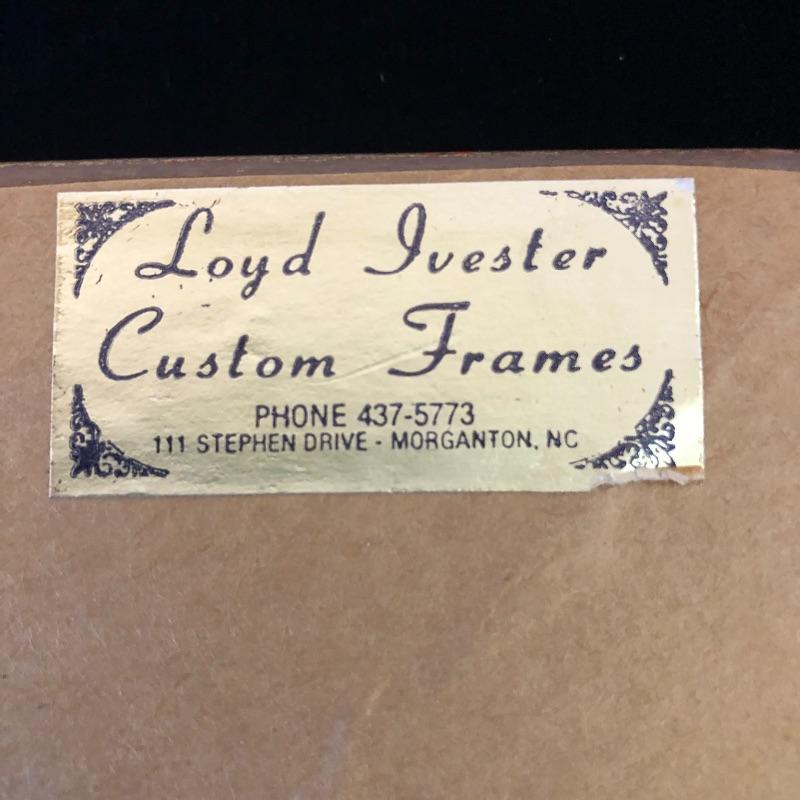 Loyd Ivester
Custom Frames
PHONE 437-5773
111 STEPHEN DRIVE - MORGANTON, NC